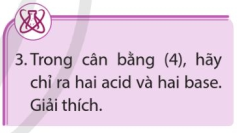 3. Trong cân bằng (4), hãy
chỉ ra hai acid và hai base.
Giải thích.